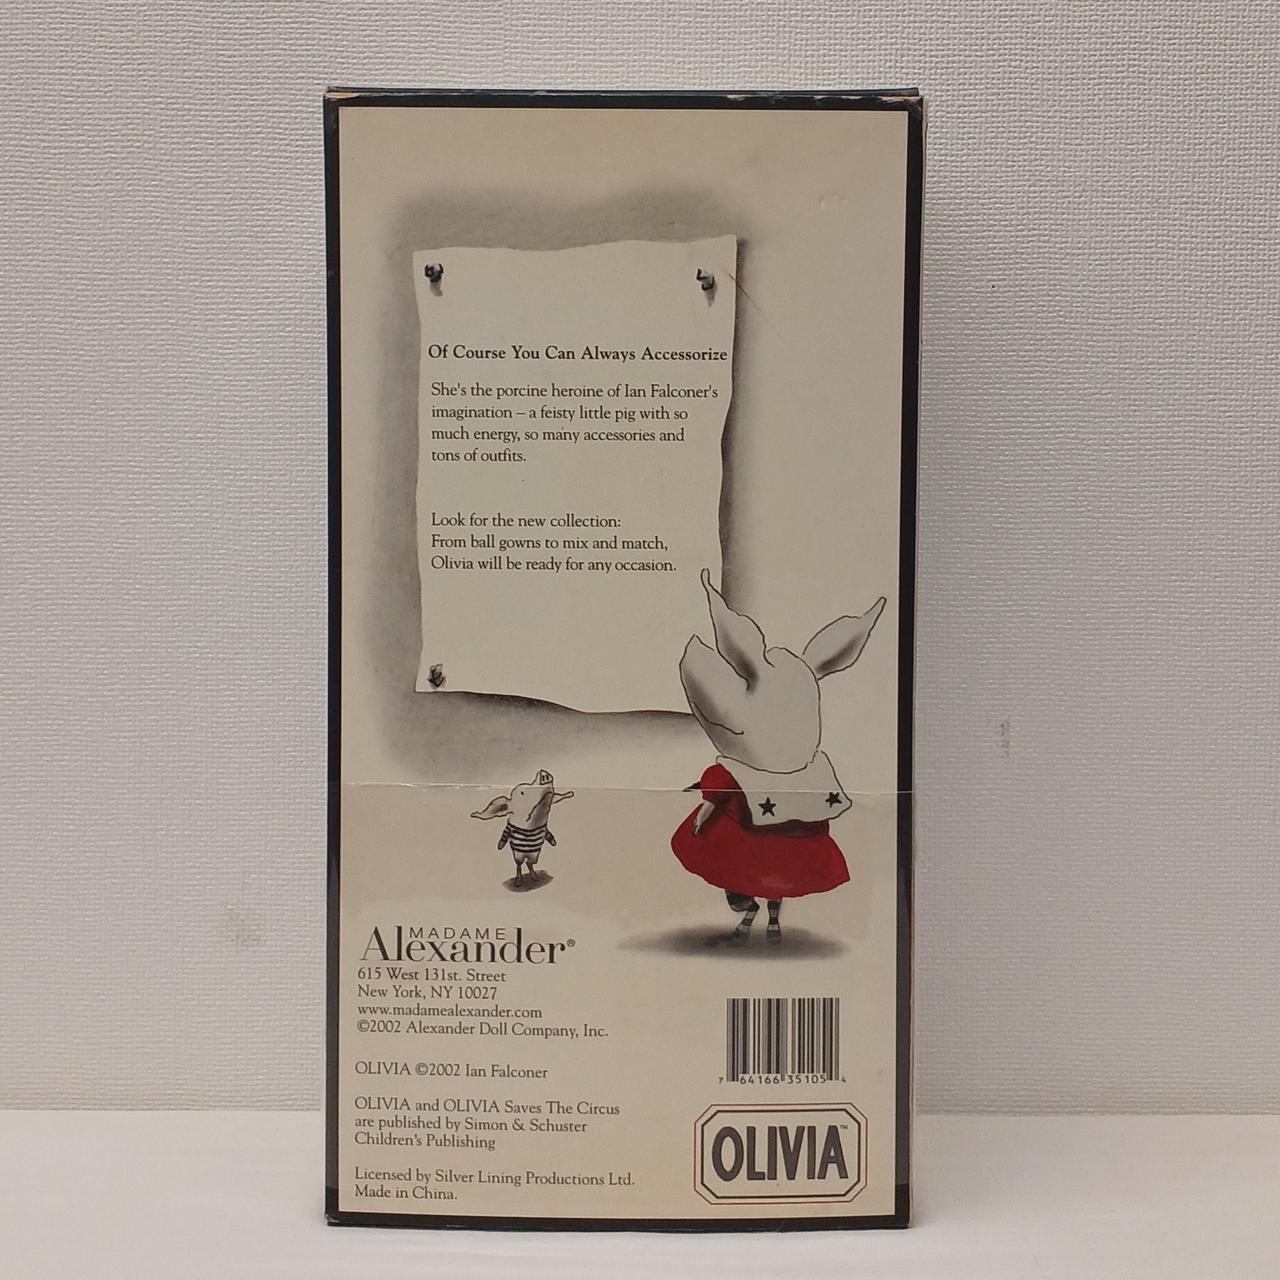 Of Course You Can Always Accessorize
She's the porcine heroine of Ian Falconer's
imagination – a feisty little pig with so
much energy, so many accessories and
tons of outfits.
Look for the new collection:
From ball gowns to mix and match,
Olivia will be ready for any occasion.
MADAME
Alexander®
615 West 131st. Street
New York, NY 10027
www.madamealexander.com
©2002 Alexander Doll Company, Inc.
OLIVIA ©2002 Ian Falconer
OLIVIA and OLIVIA Saves The Circus
are published by Simon & Schuster
Children's Publishing
Licensed by Silver Lining Productions Ltd.
Made in China.
7 64166 35105 4
OLIVIA™